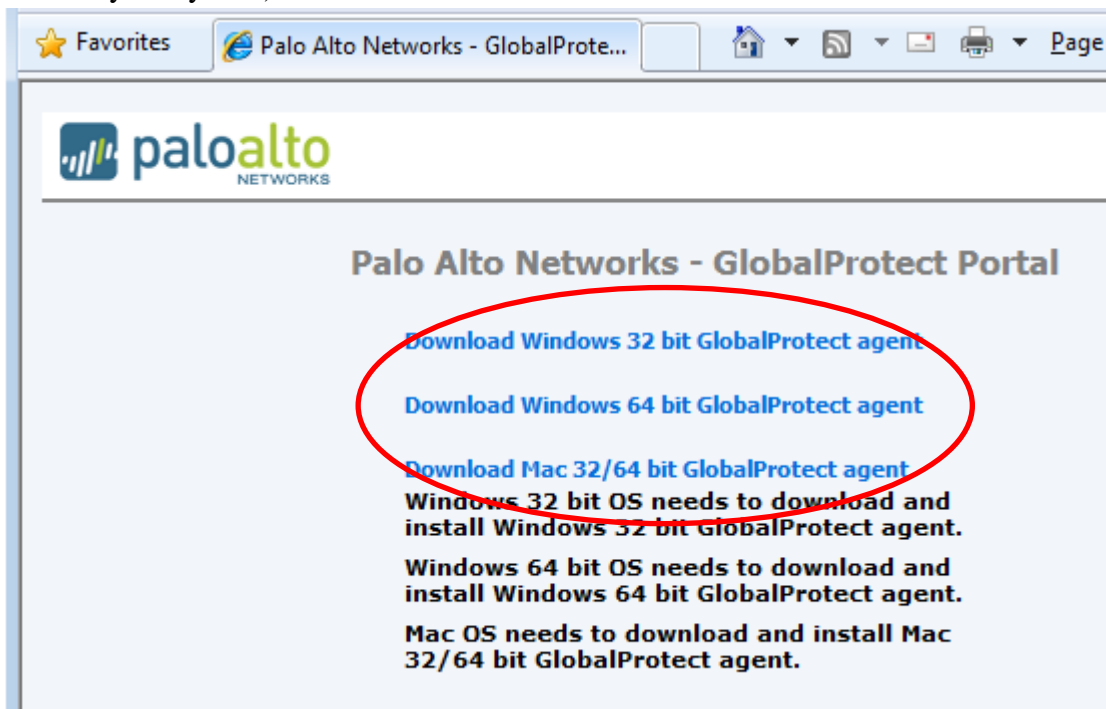 Favorites
Palo Alto Networks - GlobalProte...
Page
paloalto
NETWORKS
Palo Alto Networks - GlobalProtect Portal
Download Windows 32 bit GlobalProtect agent
Download Windows 64 bit GlobalProtect agent
Download Mac 32/64 bit GlobalProtect agent
Windows 32 bit OS needs to download and
install Windows 32 bit GlobalProtect agent.
Windows 64 bit OS needs to download and
install Windows 64 bit GlobalProtect agent.
Mac OS needs to download and install Mac
32/64 bit GlobalProtect agent.